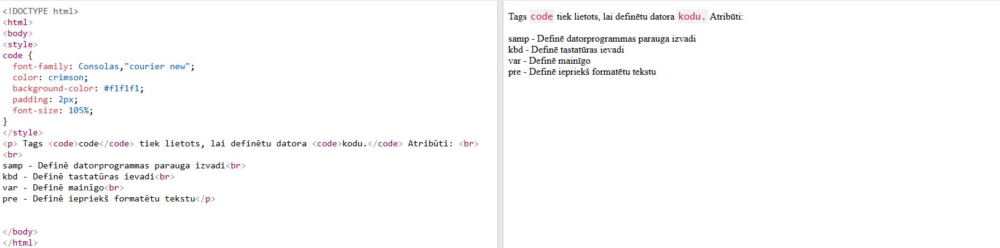 <!DOCTYPE html>
<html>
<body>
<style>
code {
  font-family: Consolas,"courier new";
  color: crimson;
  background-color: #f1f1f1;
  padding: 2px;
  font-size: 105%;
}
</style>
<p> Tags <code>code</code> tiek lietots, lai definētu datora <code>kodu.</code> Atribūti: <br>
<br>
samp - Definē datorprogrammas parauga izvadi<br>
kbd - Definē tastatūras ievadi<br>
var - Definē mainīgo<br>
pre - Definē iepriekš formatētu tekstu</p>
</body>
</html>
Tags code tiek lietots, lai definētu datora kodu. Atribūti:
samp - Definē datorprogrammas parauga izvadi
kbd - Definē tastatūras ievadi
var - Definē mainīgo
pre - Definē iepriekš formatētu tekstu